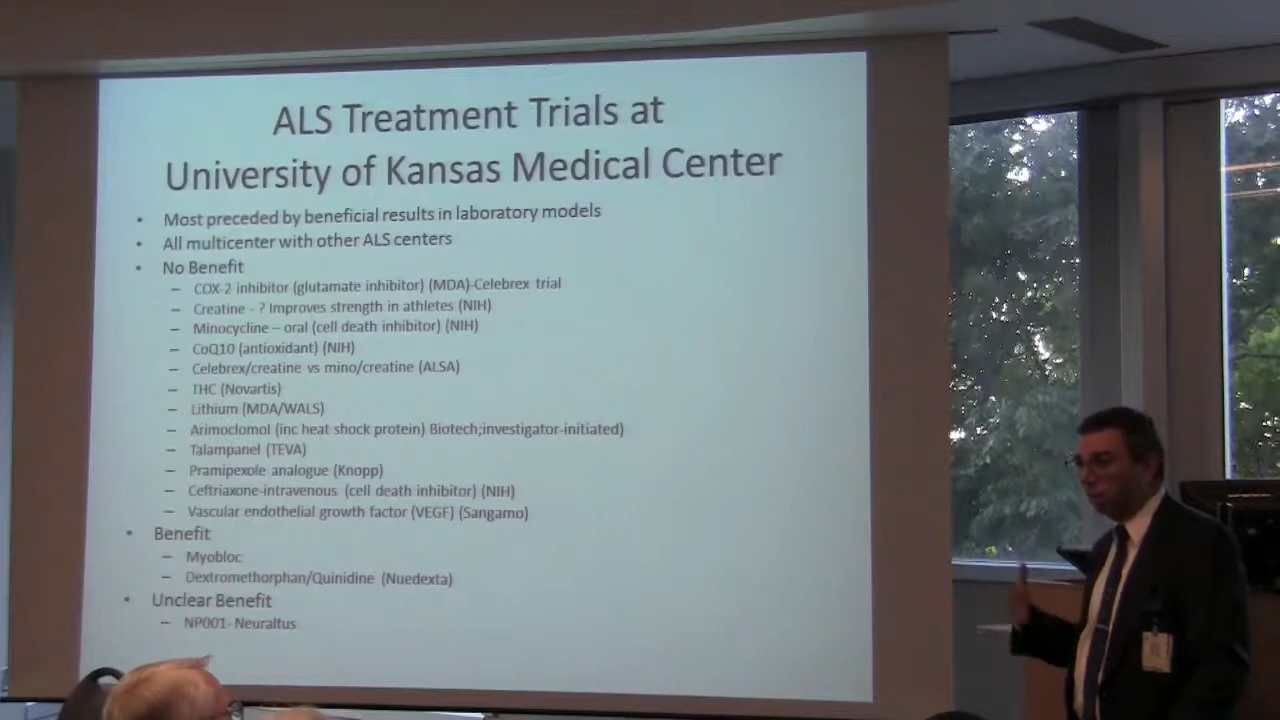 ALS Treatment Trials at
University of Kansas Medical Center
• Most preceded by beneficial results in laboratory models
• All multicenter with other ALS centers
• No Benefit
– COX-2 inhibitor (glutamate inhibitor) (MDA)-Celebrex trial
– Creatine - ? Improves strength in athletes (NIH)
– Minocycline – oral (cell death inhibitor) (NIH)
– CoQ10 (antioxidant) (NIH)
– Celebrex/creatine vs mino/creatine (ALSA)
– THC (Novartis)
– Lithium (MDA/WALS)
– Arimoclomol (inc heat shock protein) Biotech;investigator-initiated)
– Talampanel (TEVA)
– Pramipexole analogue (Knopp)
– Ceftriaxone-intravenous (cell death inhibitor) (NIH)
– Vascular endothelial growth factor (VEGF) (Sangamo)
• Benefit
– Myobloc
– Dextromethorphan/Quinidine (Nuedexta)
• Unclear Benefit
– NP001- Neuraltus